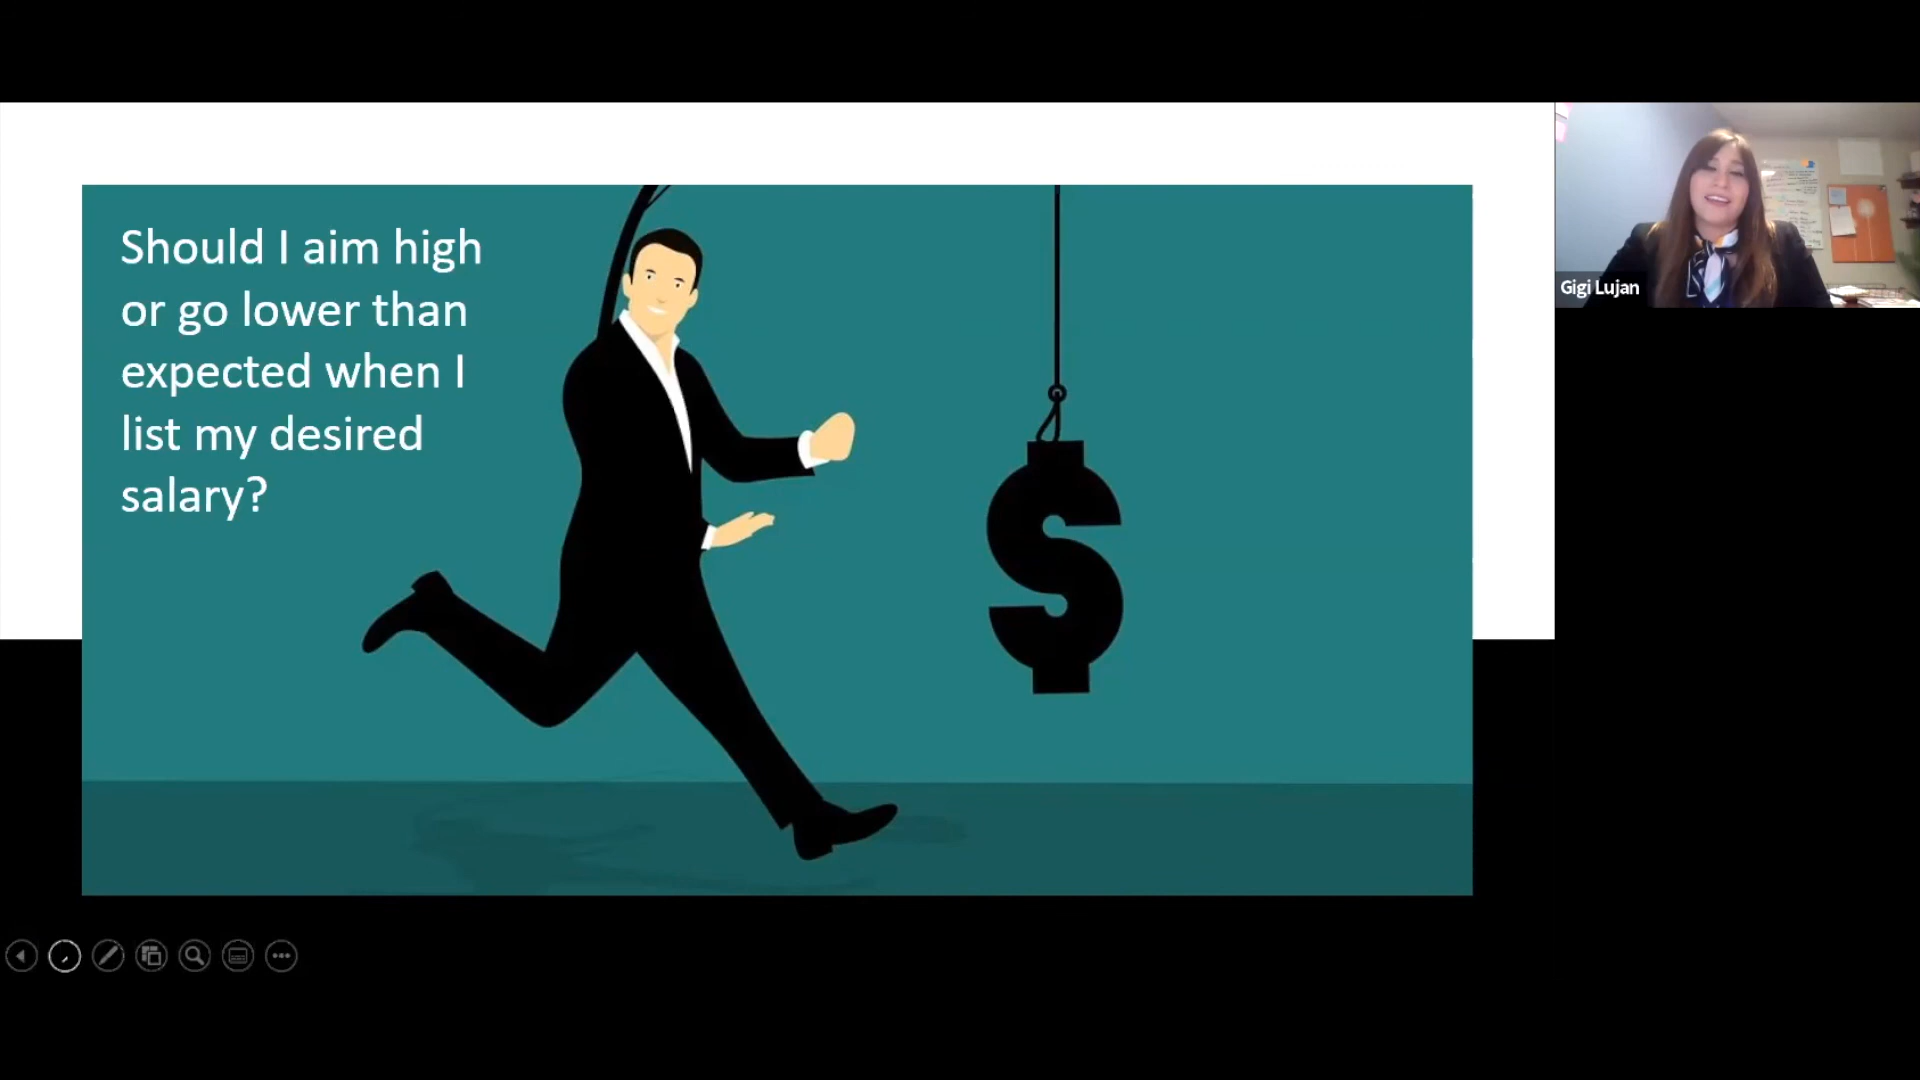 Should I aim high
or go lower than
expected when I
list my desired
salary?
Gigi Lujan